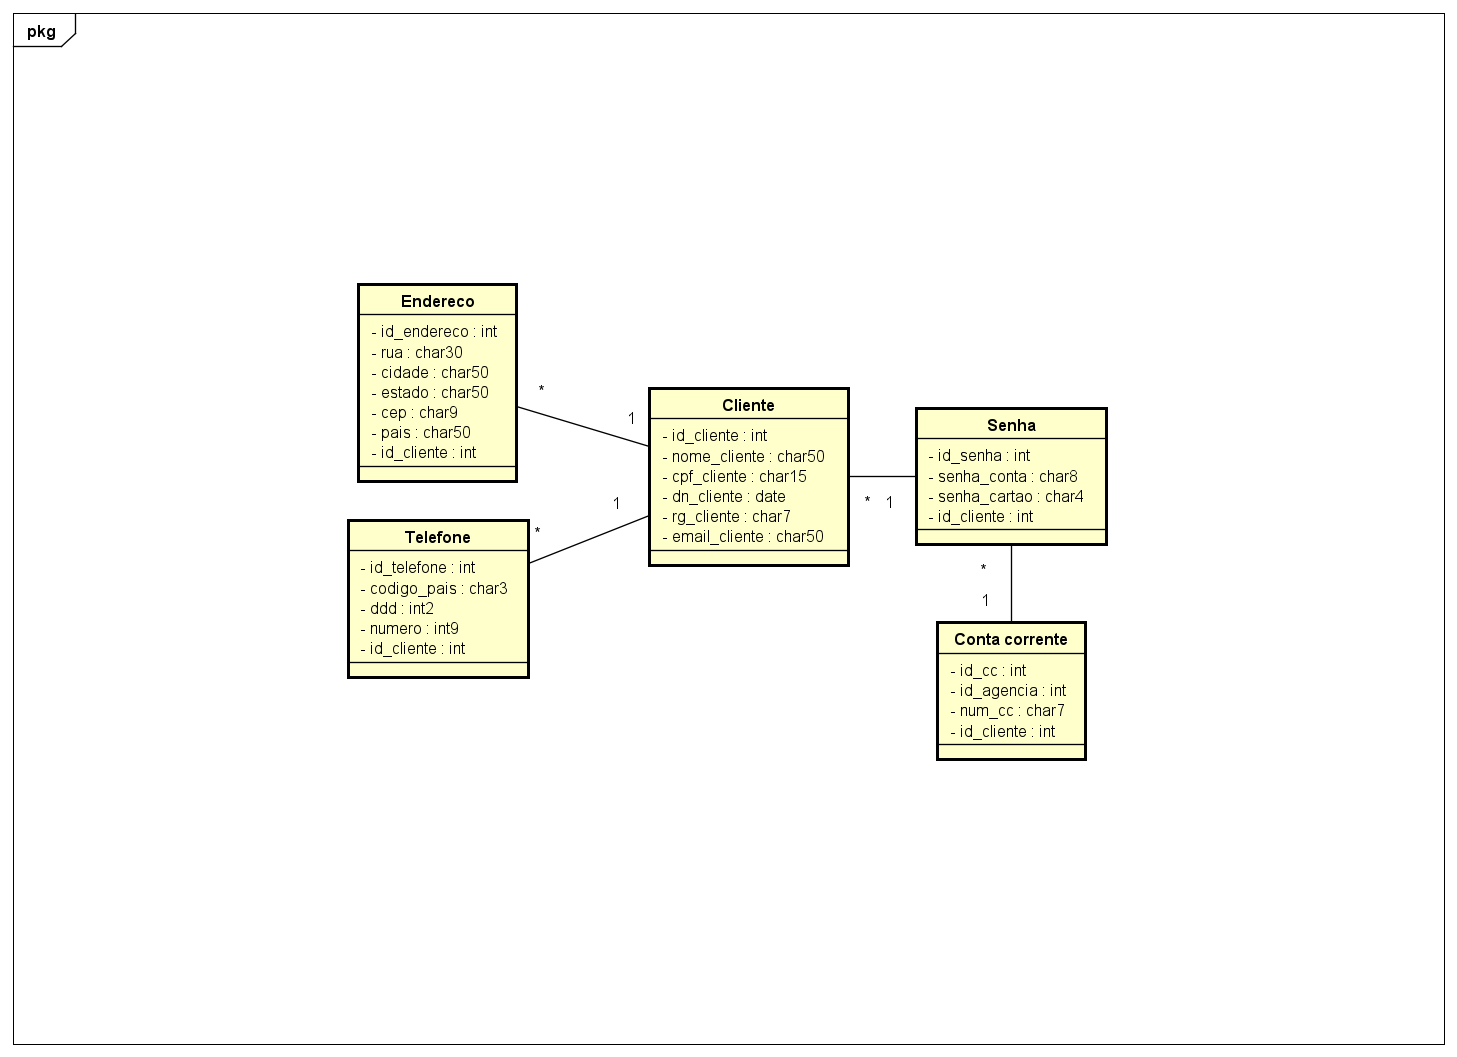 pkg
Endereco
- id_endereco : int
- rua : char30
- cidade : char50
- estado : char50
- cep : char9
- pais : char50
- id_cliente : int
*
1
Telefone
- id_telefone : int
- codigo_pais : char3
- ddd : int2
- numero : int9
- id_cliente : int
*
1
Cliente
- id_cliente : int
- nome_cliente : char50
- cpf_cliente : char15
- dn_cliente : date
- rg_cliente : char7
- email_cliente : char50
* 1
Senha
- id_senha : int
- senha_conta : char8
- senha_cartao : char4
- id_cliente : int
*
1
Conta corrente
- id_cc : int
- id_agencia : int
- num_cc : char7
- id_cliente : int